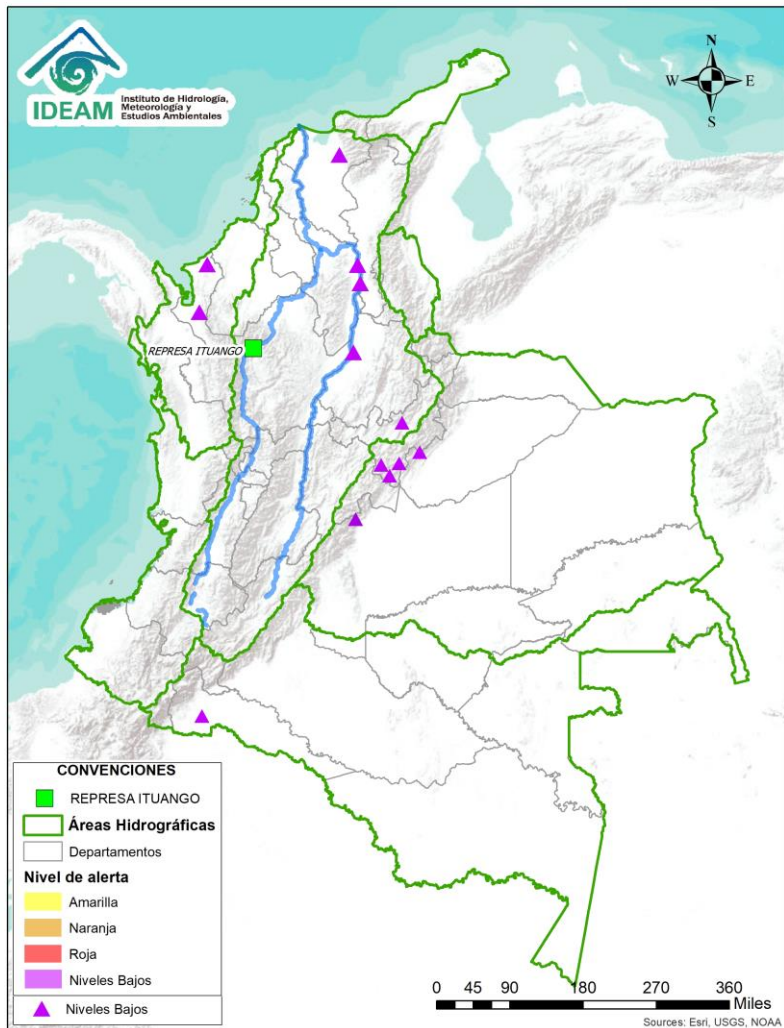 IDEAM
Instituto de Hidrología,
Meteorología y
Estudios Ambientales
N
W
E
S
REPRESA ITUANGO
CONVENCIONES
REPRESA ITUANGO
Áreas Hidrográficas
Departamentos
Nivel de alerta
Amarilla
Naranja
Roja
Niveles Bajos
Niveles Bajos
0 45 90 180 270 360
Miles
Sources: Esri, USGS, NOAA